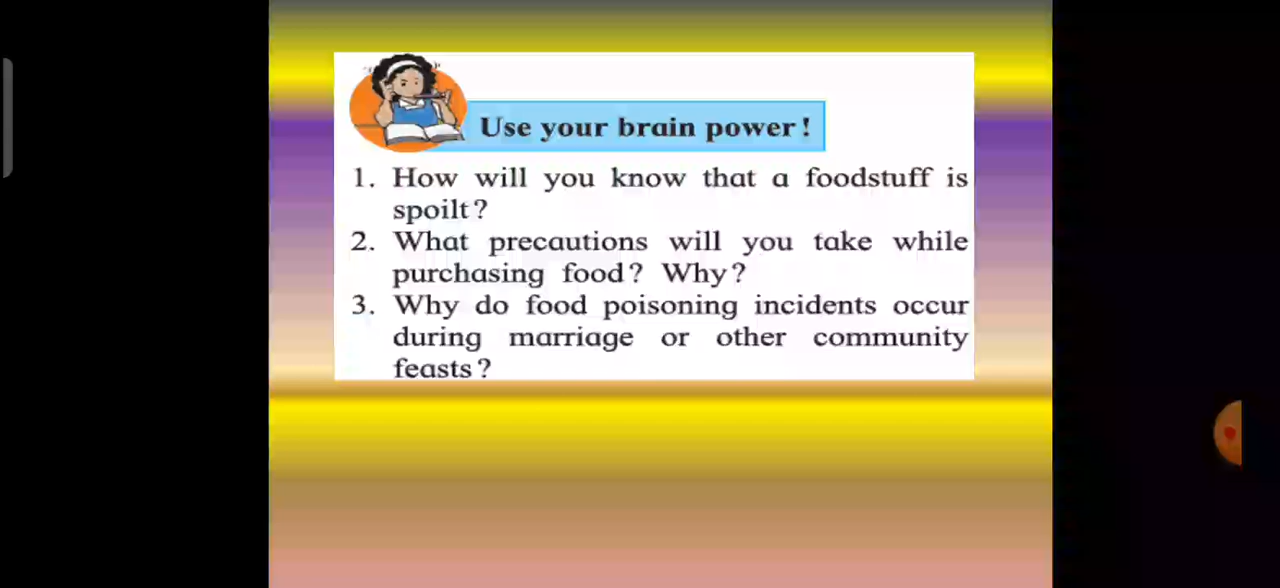 Use your brain power !
1. How will you know that a foodstuff is
spoilt ?
2. What precautions will you take while
purchasing food ? Why ?
3. Why do food poisoning incidents occur
during marriage or other community
feasts ?